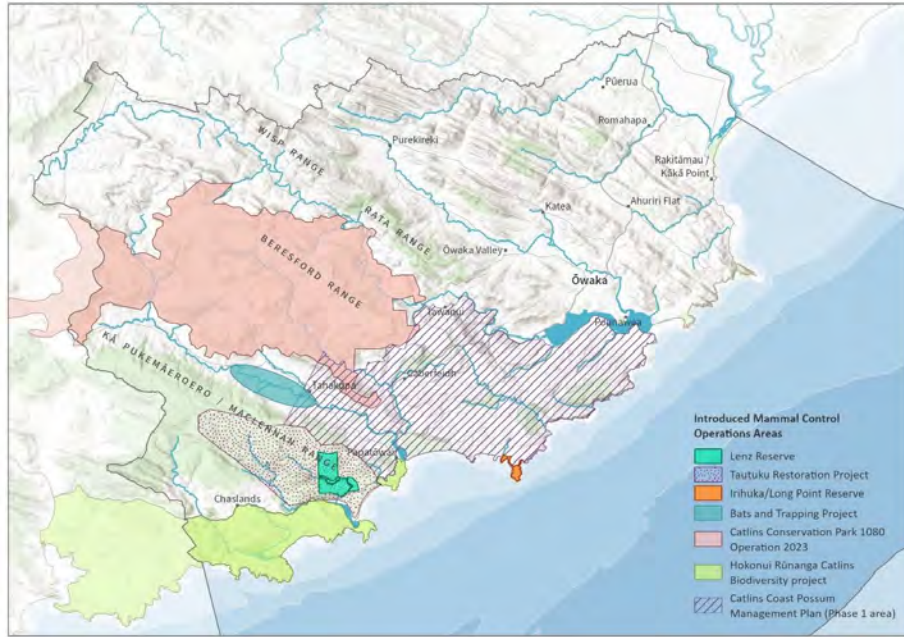 Pūerua
Romahapa
Purekireki
WISP RANGE
Rakitāmau /
Kākā Point
Katea
Ahuriri Flat
RATA RANGE
Ōwaka Valley
BERESFORD RANGE
Ōwaka
Tawanui
Pounawea
KĀ PUKEMĀEROERO / MACLENNAN RANGE
Caberfeidh
Tahakopa
Papatōwai
Chaslands
Introduced Mammal Control
Operations Areas
Lenz Reserve
Tautuku Restoration Project
Irihuka/Long Point Reserve
Bats and Trapping Project
Catlins Conservation Park 1080
Operation 2023
Hokonui Rūnanga Catlins
Biodiversity project
Catlins Coast Possum
Management Plan (Phase 1 area)